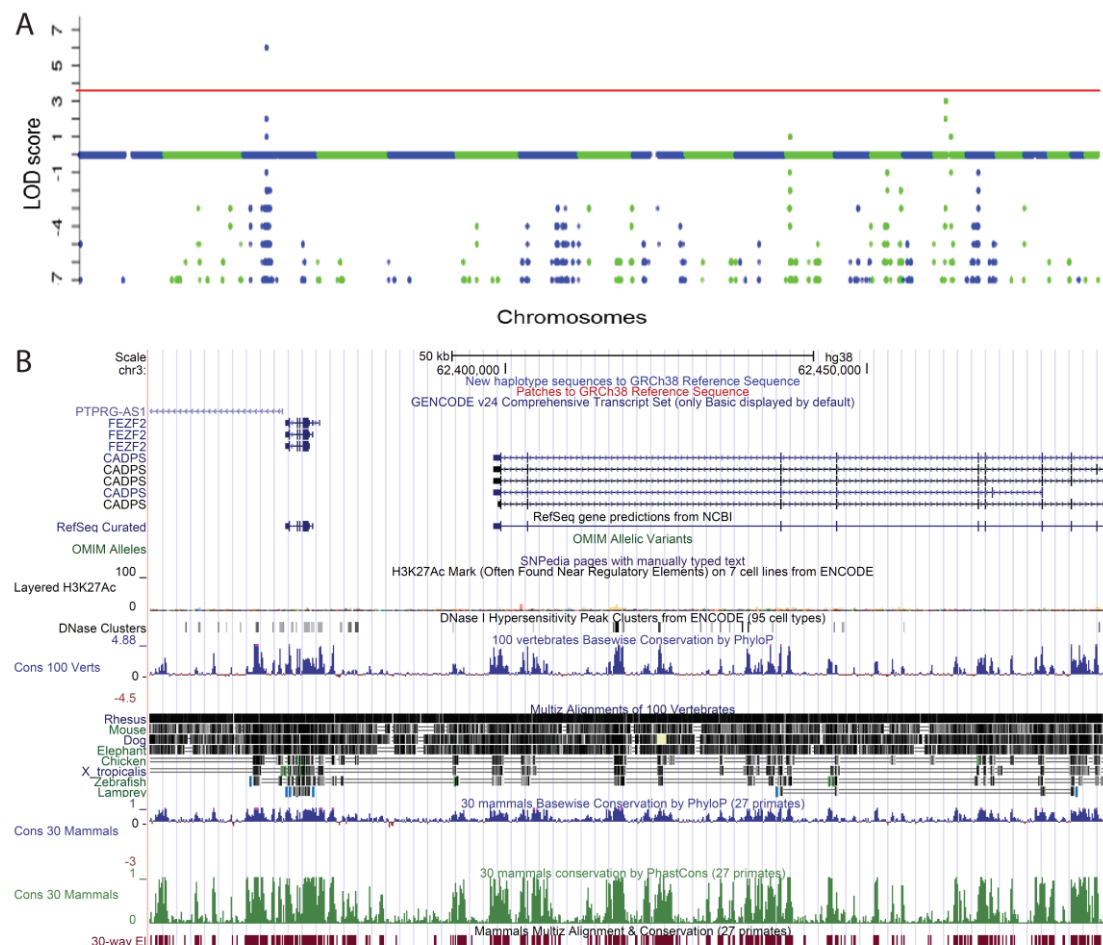 A
LOD score
7
5
3
1
-1
-4
-7
Chromosomes
B
Scale
chr3:
50 kb
hg38
62,400,000
62,450,000
New haplotype sequences to GRCh38 Reference Sequence
Patches to GRCh38 Reference Sequence
GENCODE v24 Comprehensive Transcript Set (only Basic displayed by default)
PTPRG-AS1
FEZF2
FEZF2
FEZF2
CADPS
CADPS
CADPS
CADPS
CADPS
RefSeq gene predictions from NCBI
RefSeq Curated
OMIM Allelic Variants
OMIM Alleles
SNPedia pages with manually typed text
H3K27Ac Mark (Often Found Near Regulatory Elements) on 7 cell lines from ENCODE
100
Layered H3K27Ac
0
DNase I Hypersensitivity Peak Clusters from ENCODE (95 cell types)
DNase Clusters
4.88
100 vertebrates Basewise Conservation by PhyloP
Cons 100 Verts
0
-4.5
Multiz Alignments of 100 Vertebrates
Rhesus
Mouse
Dog
Elephant
Chicken
X_tropicalis
Zebrafish
Lamprey
1
30 mammals Basewise Conservation by PhyloP (27 primates)
Cons 30 Mammals
0
-3
1
30 mammals conservation by PhastCons (27 primates)
Cons 30 Mammals
0
Mammals Multiz Alignment & Conservation (27 primates)
30-way El